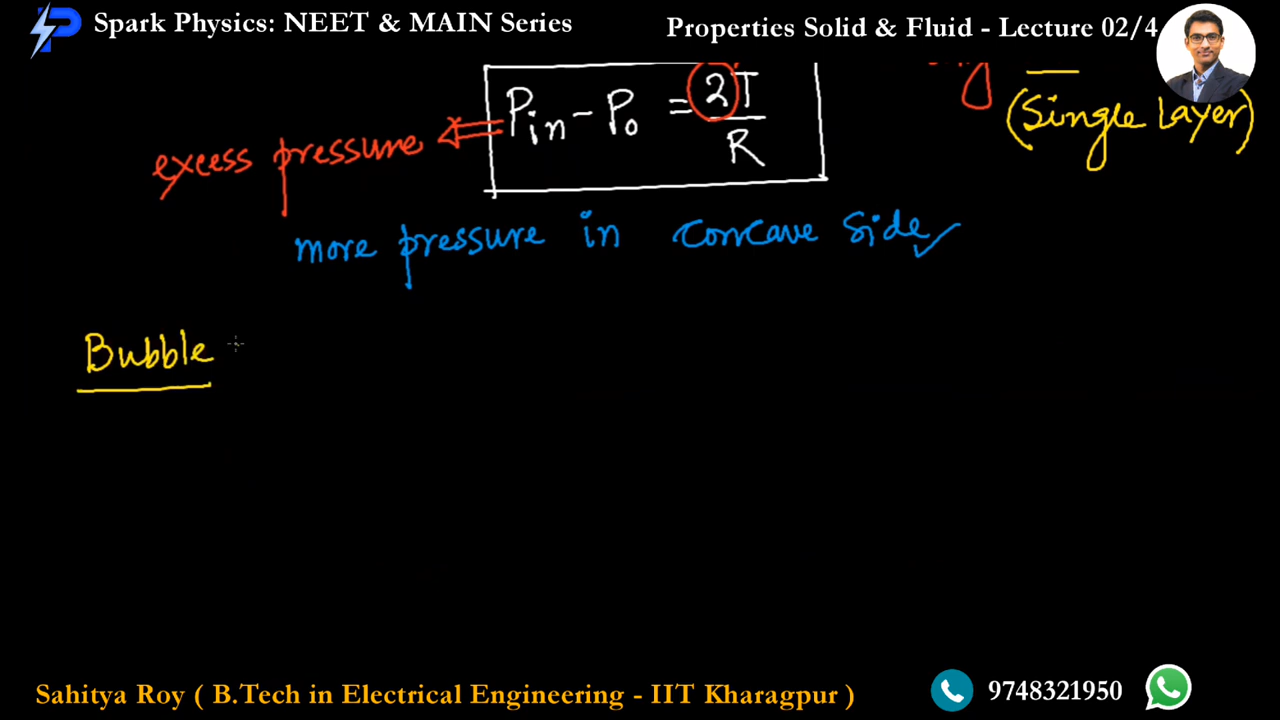 Spark Physics: NEET & MAIN Series
Properties Solid & Fluid - Lecture 02/4
excess pressure ⇐ Pin - Po = 2T/R
(Single Layer)
more pressure in concave side ✓
Bubble
Sahitya Roy ( B.Tech in Electrical Engineering - IIT Kharagpur )
9748321950